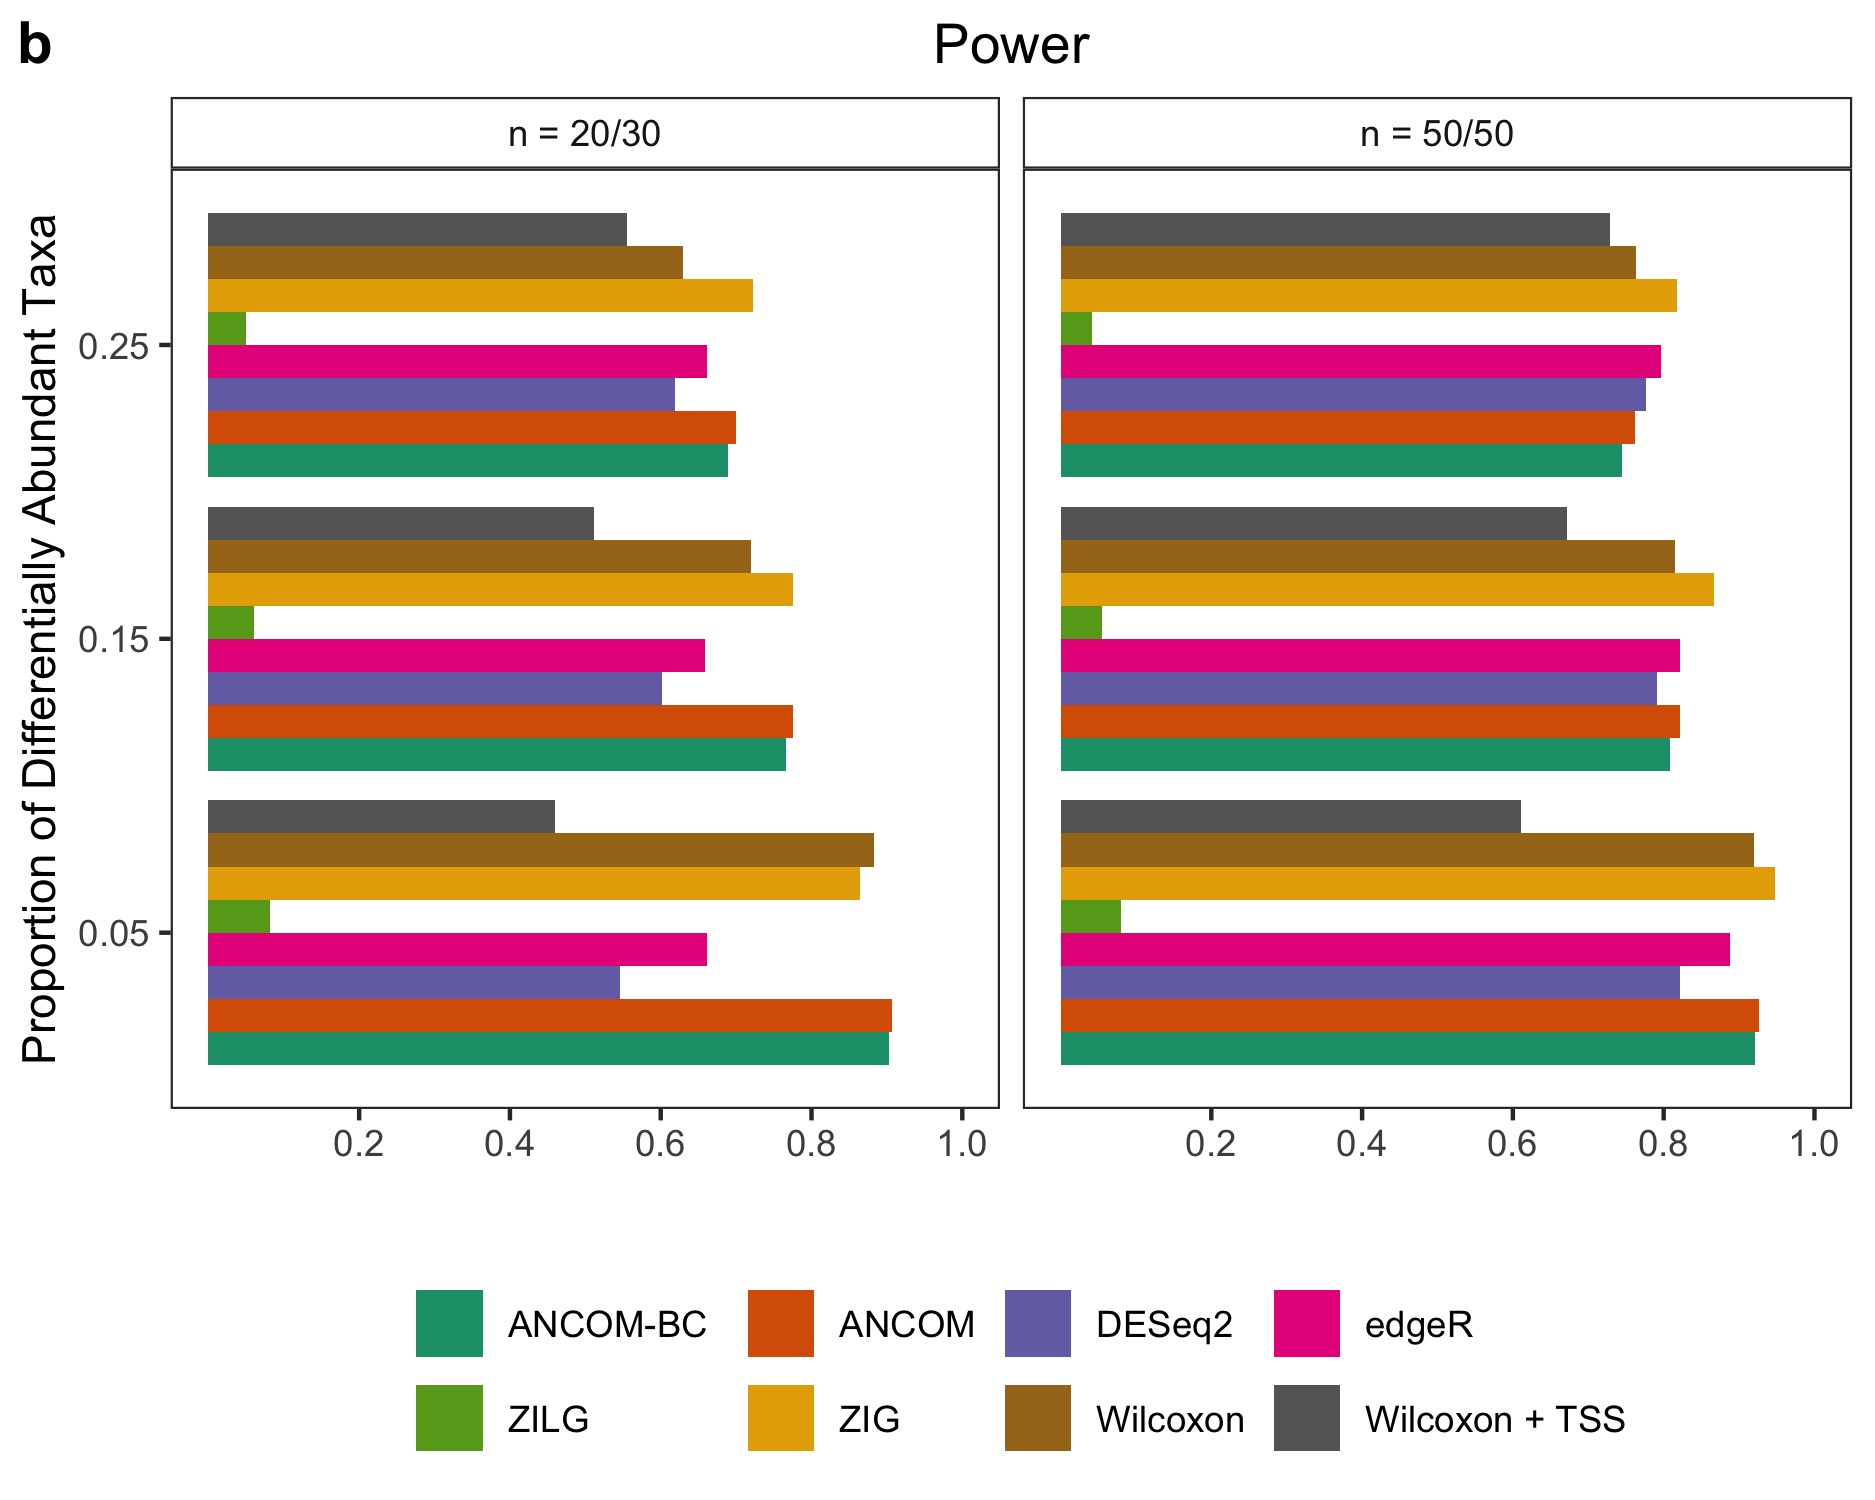 b
Power
n = 20/30
n = 50/50
Proportion of Differentially Abundant Taxa
0.25
0.15
0.05
0.2 0.4 0.6 0.8 1.0
0.2 0.4 0.6 0.8 1.0
ANCOM-BC ANCOM DESeq2 edgeR
ZILG ZIG Wilcoxon Wilcoxon + TSS